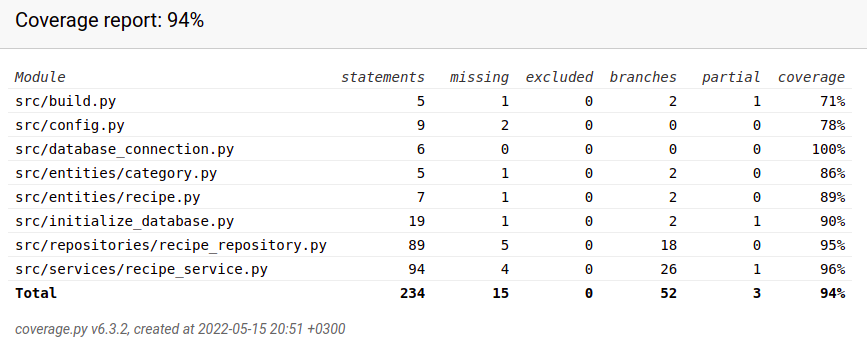 Coverage report: 94%
Module statements missing excluded branches partial coverage
src/build.py 5 1 0 2 1 71%
src/config.py 9 2 0 0 0 78%
src/database_connection.py 6 0 0 0 0 100%
src/entities/category.py 5 1 0 2 0 86%
src/entities/recipe.py 7 1 0 2 0 89%
src/initialize_database.py 19 1 0 2 1 90%
src/repositories/recipe_repository.py 89 5 0 18 0 95%
src/services/recipe_service.py 94 4 0 26 1 96%
Total 234 15 0 52 3 94%
coverage.py v6.3.2, created at 2022-05-15 20:51 +0300